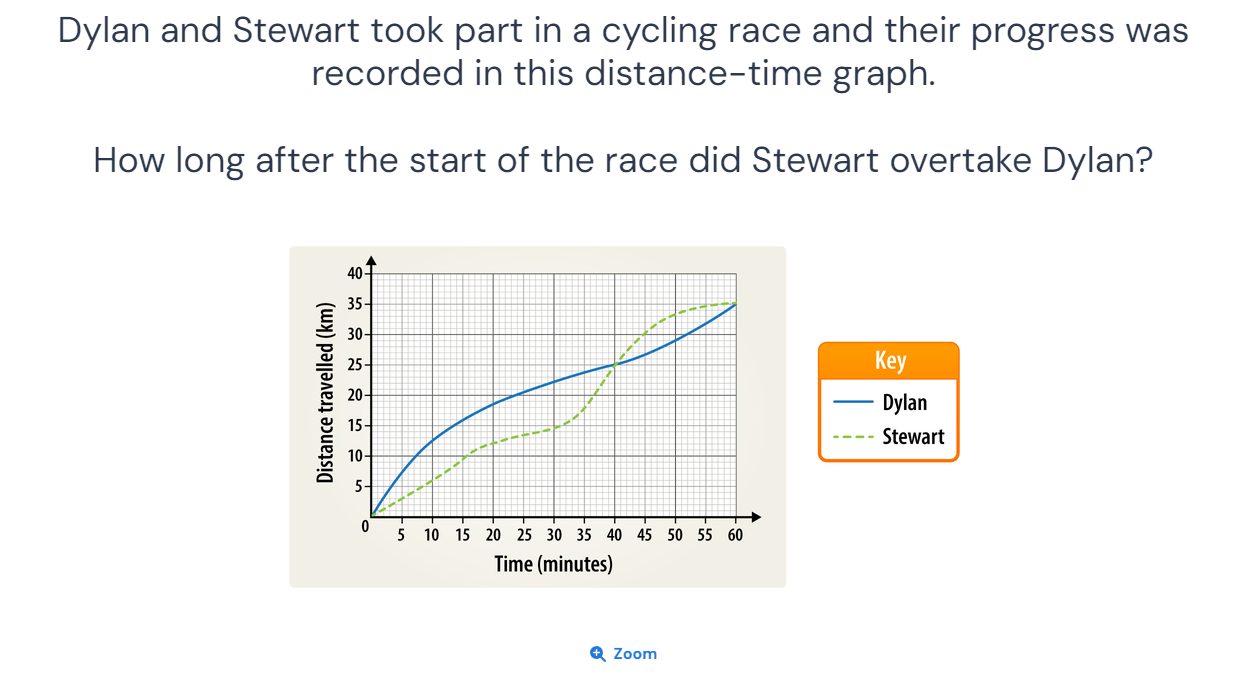 Dylan and Stewart took part in a cycling race and their progress was
recorded in this distance-time graph.
How long after the start of the race did Stewart overtake Dylan?
Distance travelled (km)
40
35
30
25
20
15
10
5
0
5 10 15 20 25 30 35 40 45 50 55 60
Time (minutes)
Key
Dylan
Stewart
Zoom